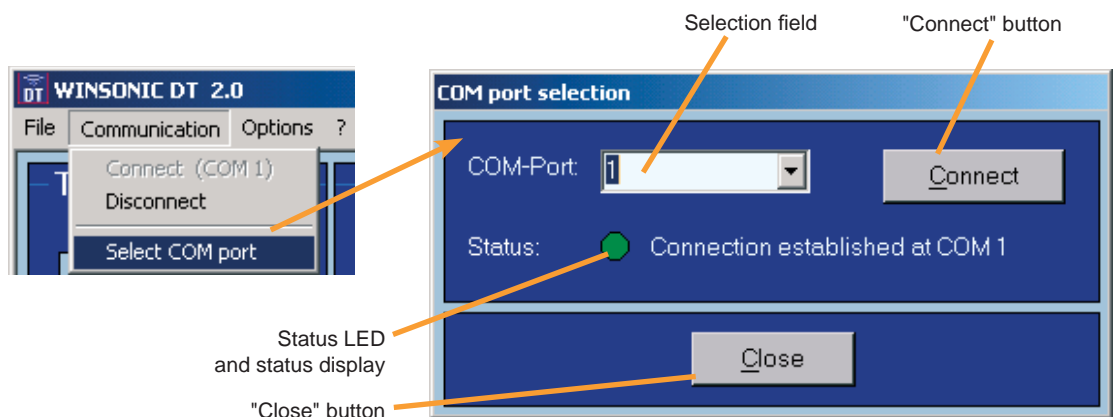 Selection field
"Connect" button
DT WINSONIC DT 2.0
File Communication Options ?
Connect (COM 1)
Disconnect
Select COM port
COM port selection
COM-Port: 1
Connect
Status: Connection established at COM 1
Close
Status LED
and status display
"Close" button